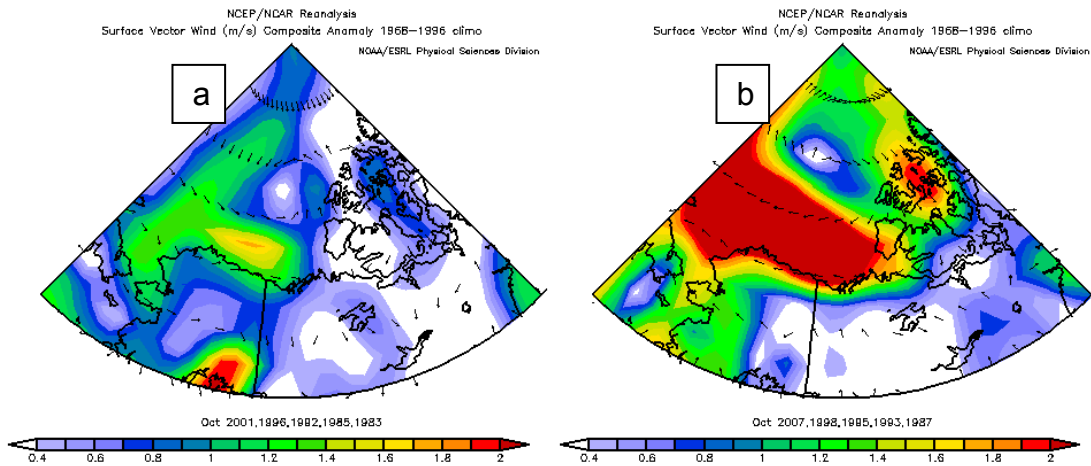 NCEP/NCAR Reanalysis
Surface Vector Wind (m/s) Composite Anomaly 1968-1996 climo
NOAA/ESRL Physical Sciences Division
a
Oct 2001,1996,1992,1985,1983
0.4 0.6 0.8 1 1.2 1.4 1.6 1.8 2
NCEP/NCAR Reanalysis
Surface Vector Wind (m/s) Composite Anomaly 1968-1996 climo
NOAA/ESRL Physical Sciences Division
b
Oct 2007,1998,1995,1993,1987
0.4 0.6 0.8 1 1.2 1.4 1.6 1.8 2